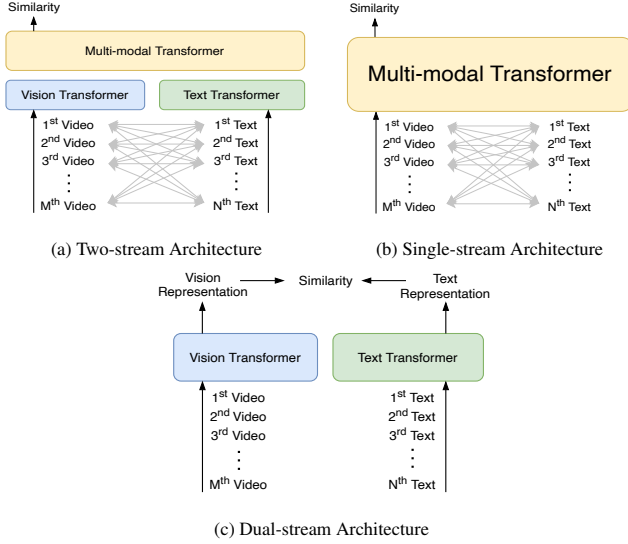 Similarity
Multi-modal Transformer
Vision Transformer Text Transformer
1st Video 1st Text
2nd Video 2nd Text
3rd Video 3rd Text
Mth Video Nth Text
(a) Two-stream Architecture
Similarity
Multi-modal Transformer
1st Video 1st Text
2nd Video 2nd Text
3rd Video 3rd Text
Mth Video Nth Text
(b) Single-stream Architecture
Vision Representation Similarity Text Representation
Vision Transformer Text Transformer
1st Video 1st Text
2nd Video 2nd Text
3rd Video 3rd Text
Mth Video Nth Text
(c) Dual-stream Architecture